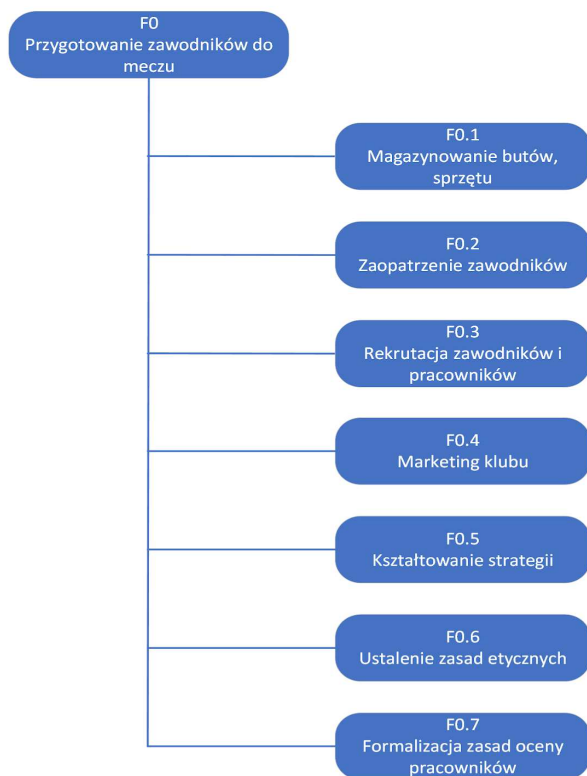 F0
Przygotowanie zawodników do
meczu
F0.1
Magazynowanie butów,
sprzętu
F0.2
Zaopatrzenie zawodników
F0.3
Rekrutacja zawodników i
pracowników
F0.4
Marketing klubu
F0.5
Kształtowanie strategii
F0.6
Ustalenie zasad etycznych
F0.7
Formalizacja zasad oceny
pracowników